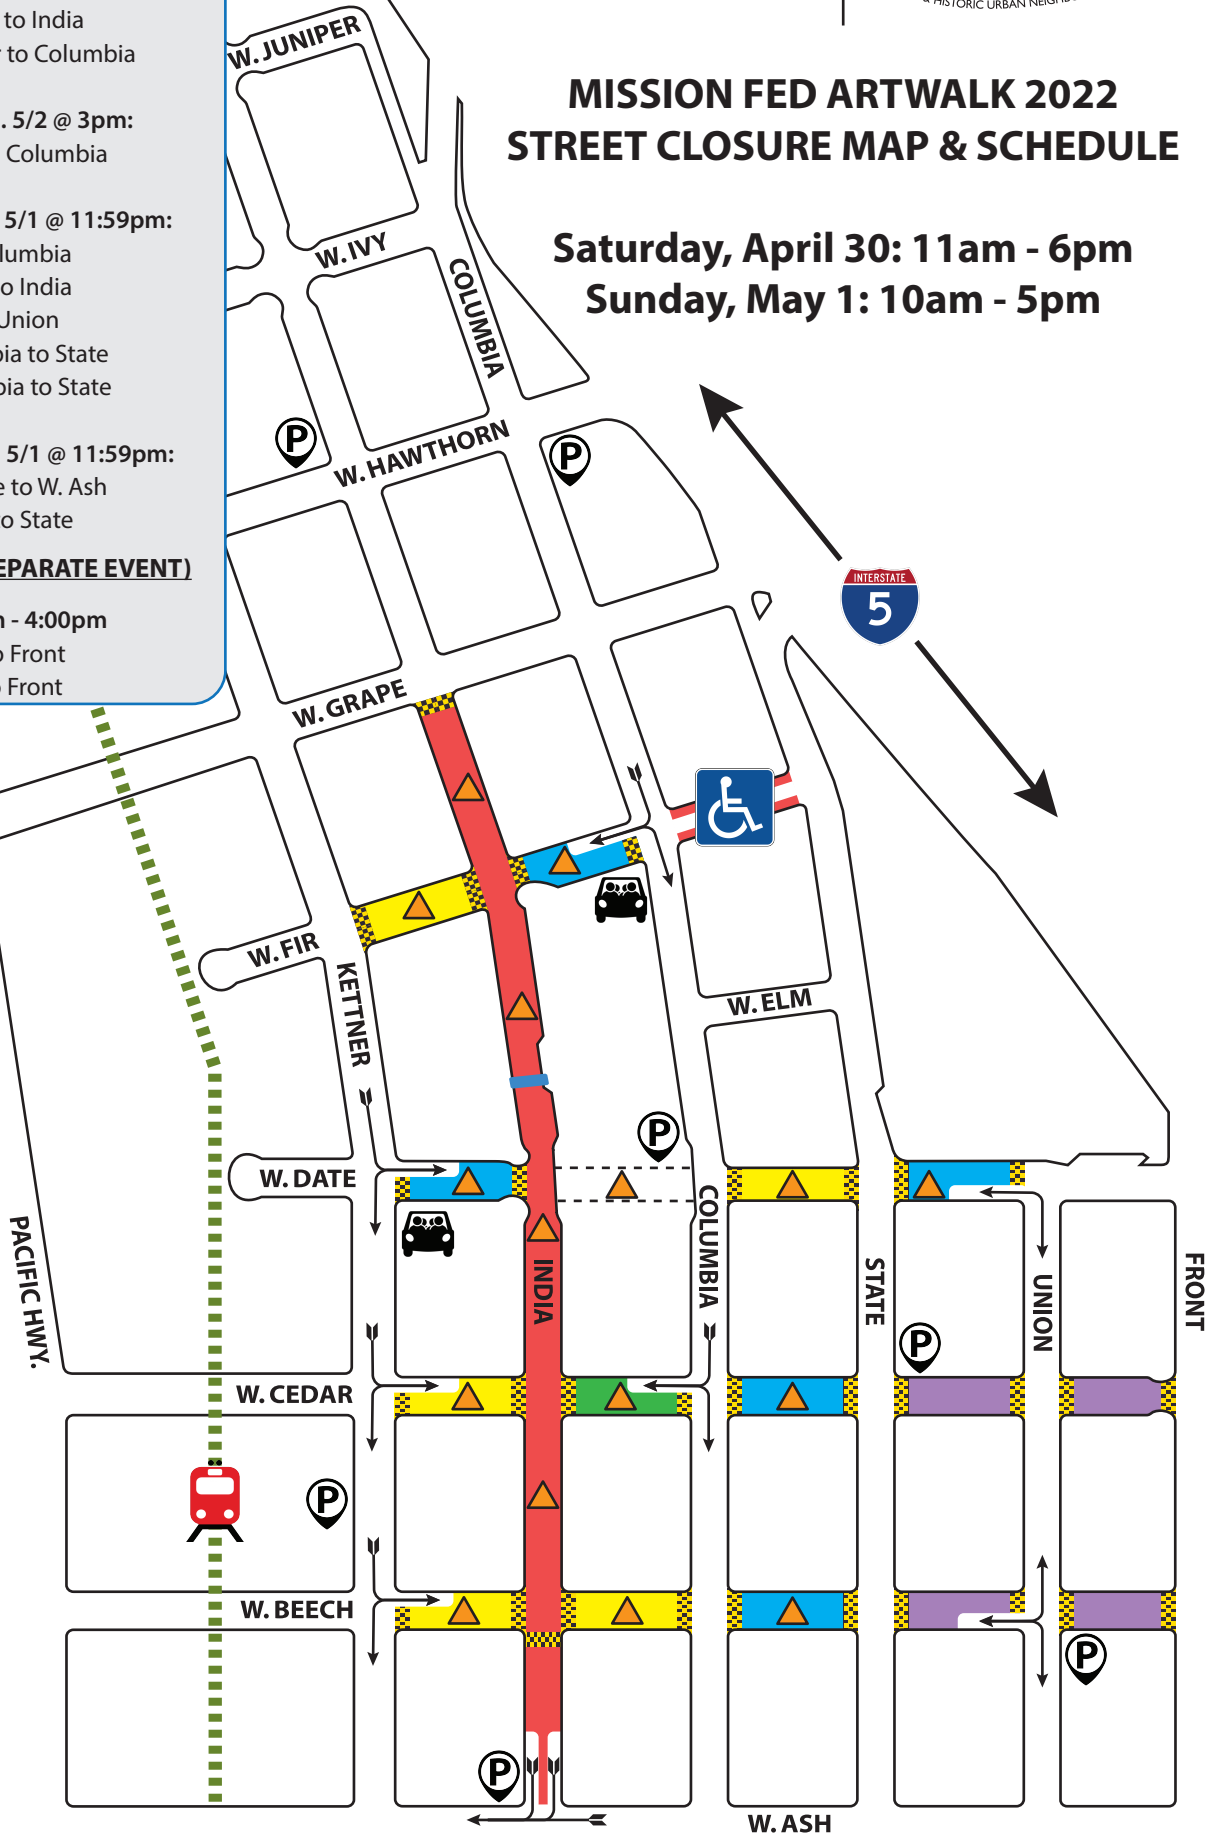 to India
to Columbia
. 5/2 @ 3pm:
Columbia
5/1 @ 11:59pm:
lumbia
o India
Union
bia to State
bia to State
5/1 @ 11:59pm:
e to W. Ash
to State
EPARATE EVENT)
- 4:00pm
o Front
o Front
& HISTORIC URBAN
MISSION FED ARTWALK 2022
STREET CLOSURE MAP & SCHEDULE
Saturday, April 30: 11am - 6pm
Sunday, May 1: 10am - 5pm
W. JUNIPER
W. IVY
COLUMBIA
P
W. HAWTHORN
P
INTERSTATE
5
W. GRAPE
W. FIR
KETTNER
W. ELM
P
W. DATE
PACIFIC HWY.
INDIA
COLUMBIA
STATE
UNION
FRONT
P
W. CEDAR
P
W. BEECH
P
P
W. ASH